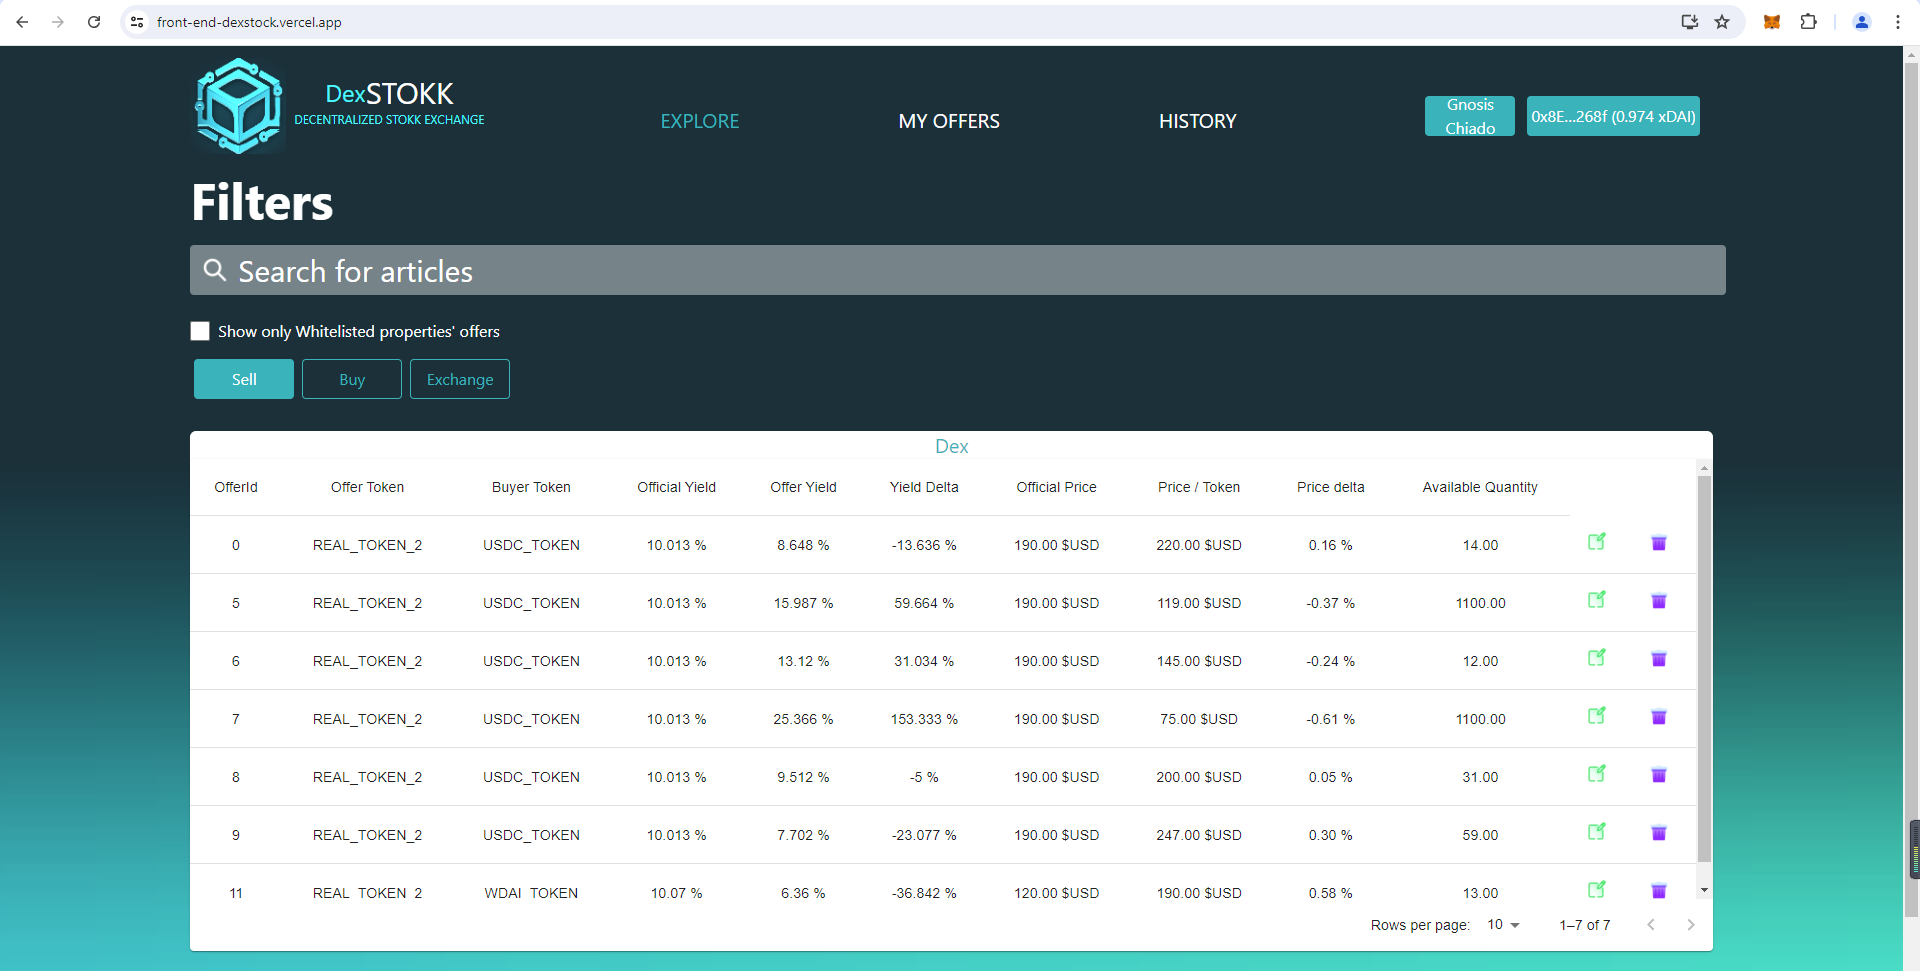 front-end-dexstock.vercel.app
DexSTOKK
DECENTRALIZED STOKK EXCHANGE
EXPLORE
MY OFFERS
HISTORY
Gnosis
Chiado
0x8E...268f (0.974 xDAI)
Filters
Search for articles
Show only Whitelisted properties' offers
Sell Buy Exchange
Dex
OfferId Offer Token Buyer Token Official Yield Offer Yield Yield Delta Official Price Price / Token Price delta Available Quantity
0 REAL_TOKEN_2 USDC_TOKEN 10.013 % 8.648 % -13.636 % 190.00 $USD 220.00 $USD 0.16 % 14.00
5 REAL_TOKEN_2 USDC_TOKEN 10.013 % 15.987 % 59.664 % 190.00 $USD 119.00 $USD -0.37 % 1100.00
6 REAL_TOKEN_2 USDC_TOKEN 10.013 % 13.12 % 31.034 % 190.00 $USD 145.00 $USD -0.24 % 12.00
7 REAL_TOKEN_2 USDC_TOKEN 10.013 % 25.366 % 153.333 % 190.00 $USD 75.00 $USD -0.61 % 1100.00
8 REAL_TOKEN_2 USDC_TOKEN 10.013 % 9.512 % -5 % 190.00 $USD 200.00 $USD 0.05 % 31.00
9 REAL_TOKEN_2 USDC_TOKEN 10.013 % 7.702 % -23.077 % 190.00 $USD 247.00 $USD 0.30 % 59.00
11 REAL_TOKEN_2 WDAI_TOKEN 10.07 % 6.36 % -36.842 % 120.00 $USD 190.00 $USD 0.58 % 13.00
Rows per page: 10 1–7 of 7